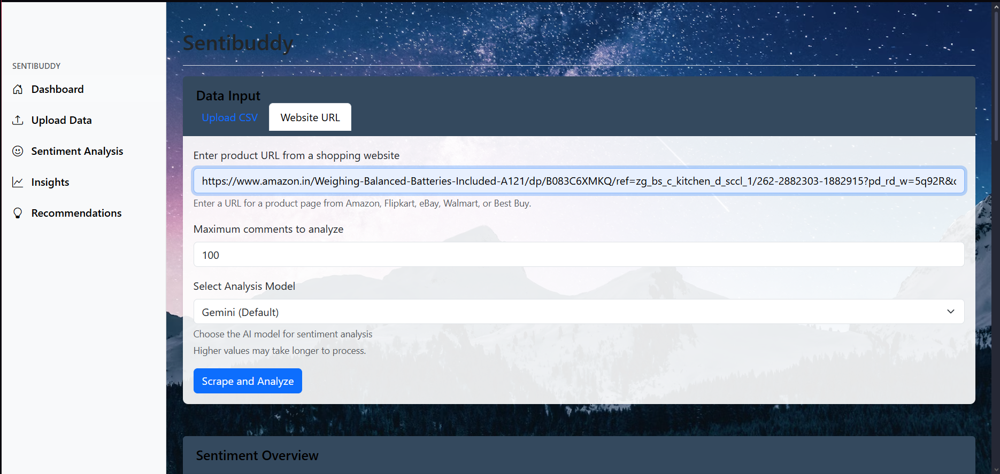 SENTIBUDDY
Dashboard
Upload Data
Sentiment Analysis
Insights
Recommendations
Sentibuddy
Data Input
Upload CSV
Website URL
Enter product URL from a shopping website
https://www.amazon.in/Weighing-Balanced-Batteries-Included-A121/dp/B083C6XMKQ/ref=zg_bs_c_kitchen_d_sccl_1/262-2882303-1882915?pd_rd_w=5q92R&c
Enter a URL for a product page from Amazon, Flipkart, eBay, Walmart, or Best Buy.
Maximum comments to analyze
100
Select Analysis Model
Gemini (Default)
Choose the AI model for sentiment analysis
Higher values may take longer to process.
Scrape and Analyze
Sentiment Overview